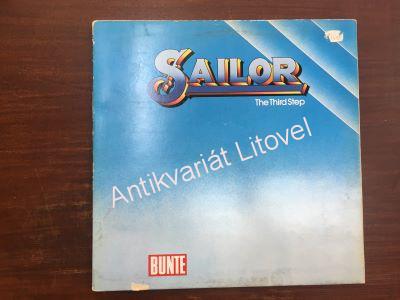 SAILOR
The Third Step
Antikvariát Litovel
BUNTE